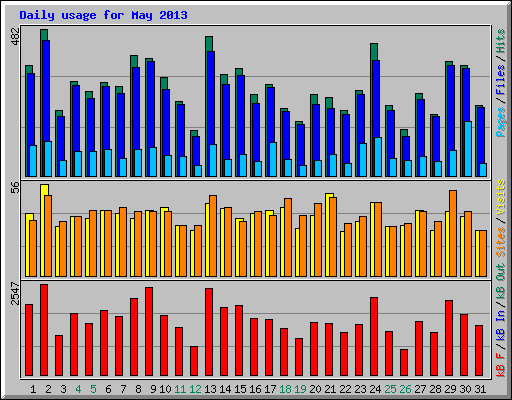 Daily usage for May 2013
482
Pages / Files / Hits
56
Sites / Visits
2547
kB F / kB In / kB Out
1 2 3 4 5 6 7 8 9 10 11 12 13 14 15 16 17 18 19 20 21 22 23 24 25 26 27 28 29 30 31